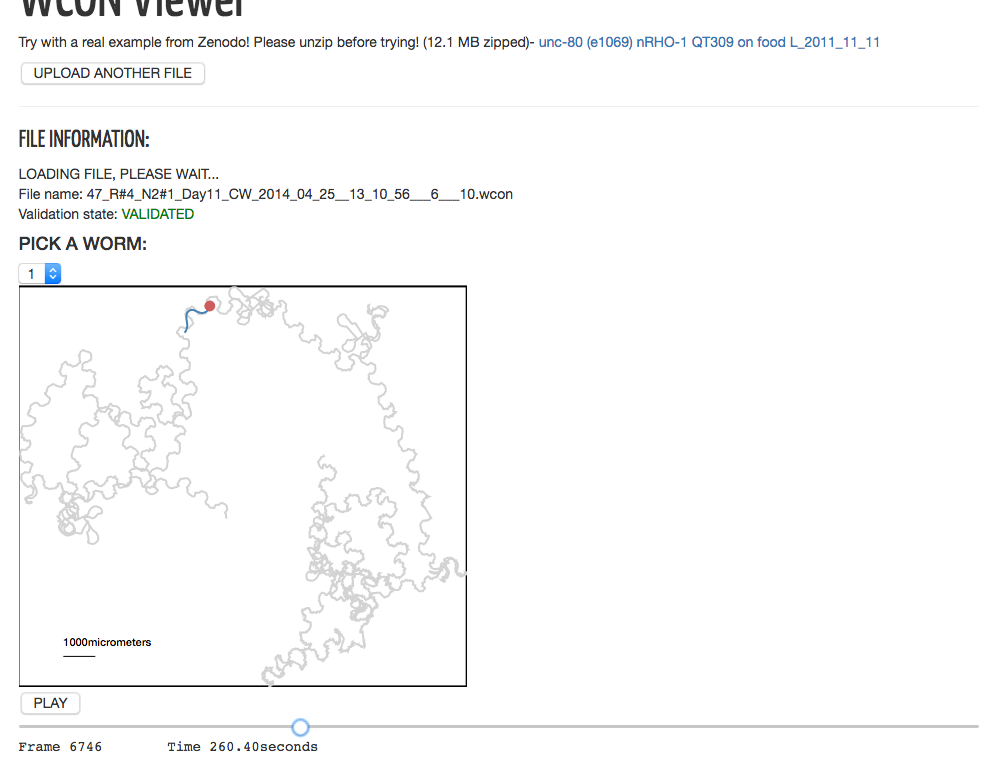 WCON Viewer
Try with a real example from Zenodo! Please unzip before trying! (12.1 MB zipped)- unc-80 (e1069) nRHO-1 QT309 on food L_2011_11_11
UPLOAD ANOTHER FILE
FILE INFORMATION:
LOADING FILE, PLEASE WAIT...
File name: 47_R#4_N2#1_Day11_CW_2014_04_25__13_10_56___6___10.wcon
Validation state: VALIDATED
PICK A WORM:
1
1000micrometers
PLAY
Frame 6746 Time 260.40seconds